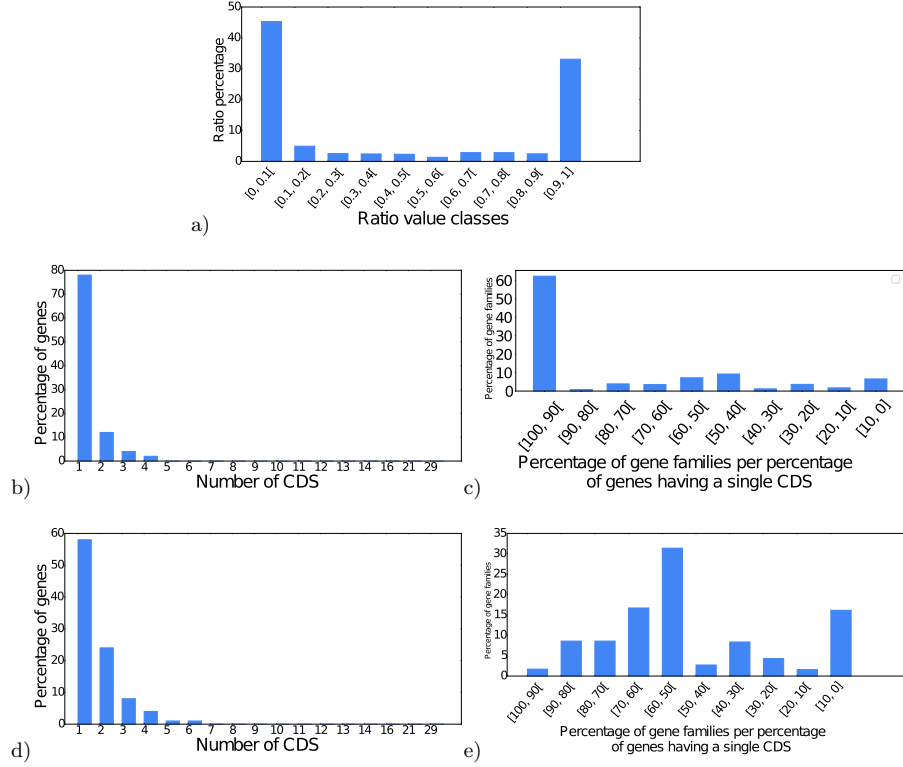 50
40
30
20
10
0
Ratio percentage
[0, 0.1[ [0.1, 0.2[ [0.2, 0.3[ [0.3, 0.4[ [0.4, 0.5[ [0.5, 0.6[ [0.6, 0.7[ [0.7, 0.8[ [0.8, 0.9[ [0.9, 1]
Ratio value classes
a)
80
70
60
50
40
30
20
10
0
Percentage of genes
1 2 3 4 5 6 7 8 9 10 11 12 13 14 16 21 29
Number of CDS
b)
60
50
40
30
20
10
0
Percentage of gene families
[100, 90[ [90, 80[ [80, 70[ [70, 60[ [60, 50[ [50, 40[ [40, 30[ [30, 20[ [20, 10[ [10, 0]
Percentage of gene families per percentage
of genes having a single CDS
c)
60
50
40
30
20
10
0
Percentage of genes
1 2 3 4 5 6 7 8 9 10 11 12 13 14 16 21 29
Number of CDS
d)
35
30
25
20
15
10
5
0
Percentage of gene families
[100, 90[ [90, 80[ [80, 70[ [70, 60[ [60, 50[ [50, 40[ [40, 30[ [30, 20[ [20, 10[ [10, 0]
Percentage of gene families per percentage
of genes having a single CDS
e)